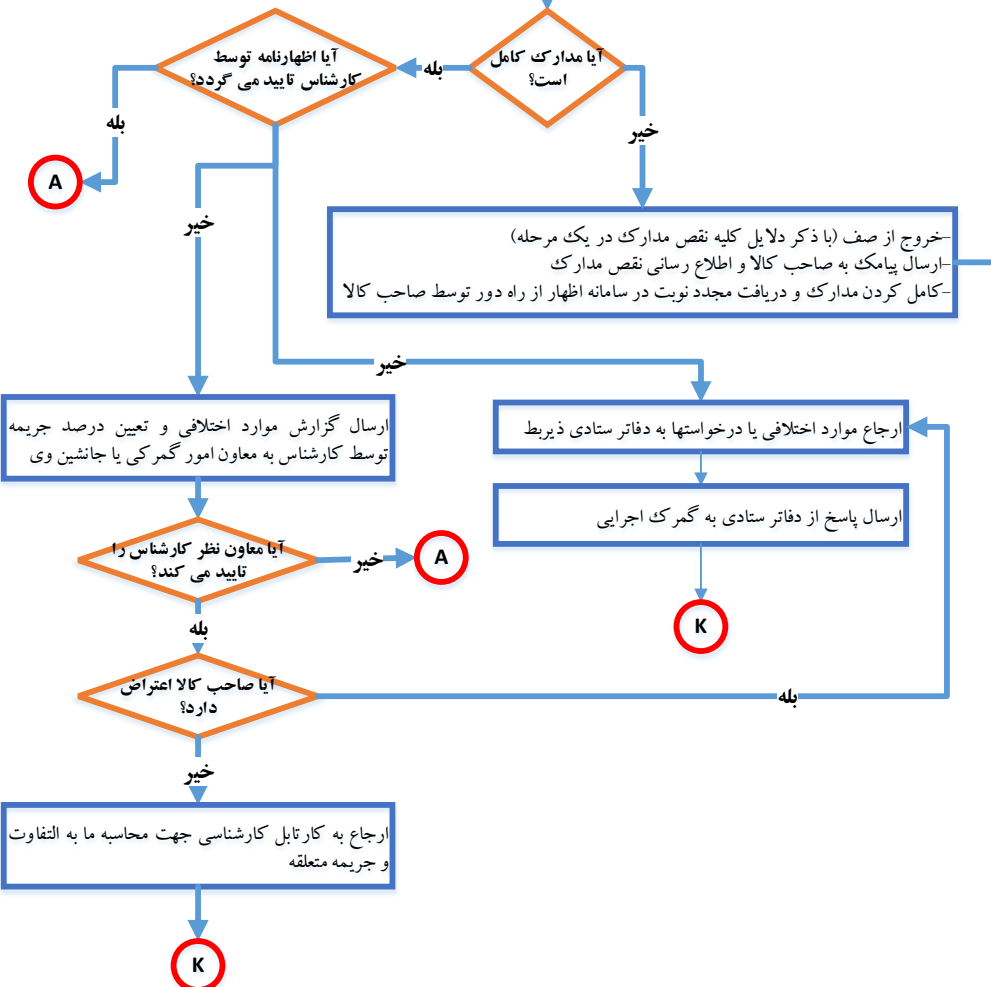 آیا مدارک کامل
است؟
بله
آیا اظهارنامه توسط
کارشناس تایید می گردد؟
بله
A
خیر
-خروج از صف (با ذکر دلایل کلیه نقص مدارک در یک مرحله)
-ارسال پیامک به صاحب کالا و اطلاع رسانی نقص مدارک
-کامل کردن مدارک و دریافت مجدد نوبت در سامانه اظهار از راه دور توسط صاحب کالا
خیر
خیر
ارجاع موارد اختلافی یا درخواستها به دفاتر ستادی ذیربط
ارسال پاسخ از دفاتر ستادی به گمرک اجرایی
K
ارسال گزارش موارد اختلافی و تعیین درصد جریمه
توسط کارشناس به معاون امور گمرکی یا جانشین وی
آیا معاون نظر کارشناس را
تایید می کند؟
خیر
A
بله
آیا صاحب کالا اعتراض
دارد؟
بله
خیر
ارجاع به کارتابل کارشناسی جهت محاسبه ما به التفاوت
و جریمه متعلقه
K